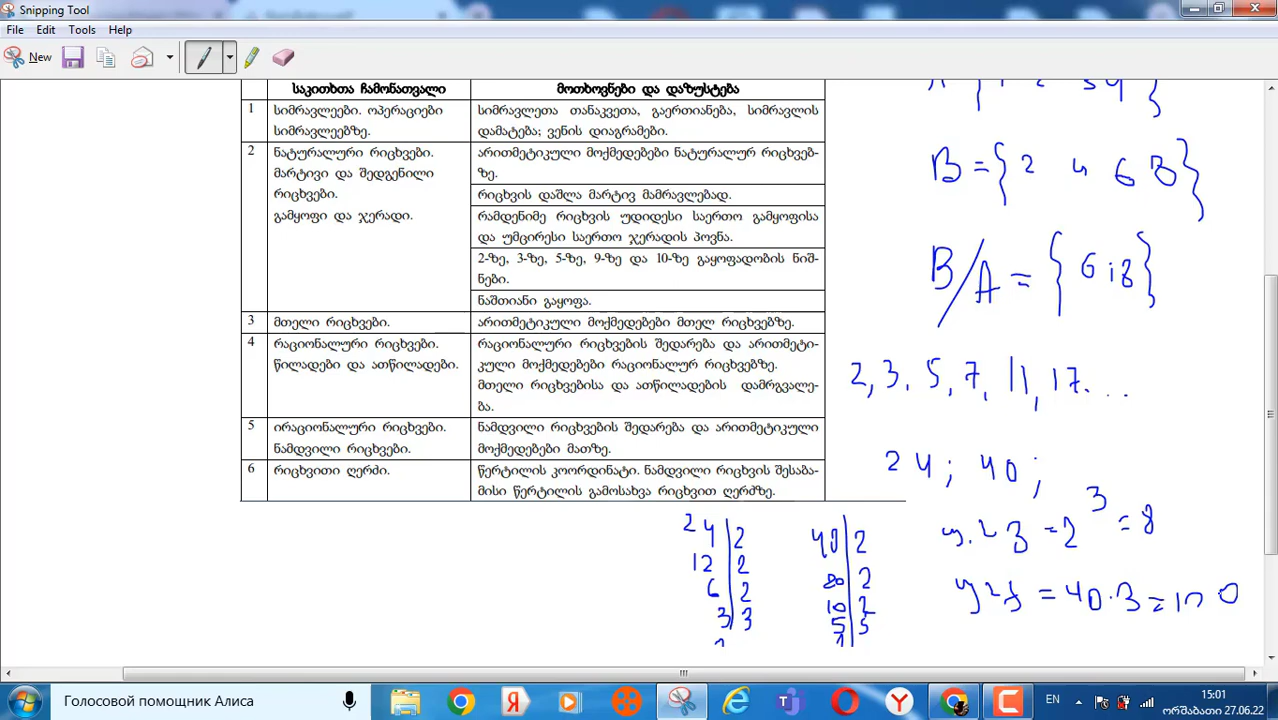 Snipping Tool
File Edit Tools Help
New
საკითხთა ჩამონათვალი მოთხოვნები და დაზუსტება
1 სიმრავლეები. ოპერაციები სიმრავლეებზე.
სიმრავლეთა თანაკვეთა, გაერთიანება, სიმრავლის
დამატება; ვენის დიაგრამები.
2 ნატურალური რიცხვები.
მარტივი და შედგენილი
რიცხვები.
გამყოფი და ჯერადი.
არითმეტიკული მოქმედებები ნატურალურ რიცხვებ-
ზე.
რიცხვის დაშლა მარტივ მამრავლებად.
რამდენიმე რიცხვის უდიდესი საერთო გამყოფისა
და უმცირესი საერთო ჯერადის პოვნა.
2-ზე, 3-ზე, 5-ზე, 9-ზე და 10-ზე გაყოფადობის ნიშ-
ნები.
ნაშთიანი გაყოფა.
3 მთელი რიცხვები. არითმეტიკული მოქმედებები მთელ რიცხვებზე.
4 რაციონალური რიცხვები.
წილადები და ათწილადები.
რაციონალური რიცხვების შედარება და არითმეტი-
კული მოქმედებები რაციონალურ რიცხვებზე.
მთელი რიცხვებისა და ათწილადების დამრგვალე-
ბა.
5 ირაციონალური რიცხვები.
ნამდვილი რიცხვები.
ნამდვილი რიცხვების შედარება და არითმეტიკული
მოქმედებები მათზე.
6 რიცხვითი ღერძი.
წერტილის კოორდინატი. ნამდვილი რიცხვის შესაბა-
მისი წერტილის გამოსახვა რიცხვით ღერძზე.
B = { 2 4 6 8 }
B/A = { 6 ; 8 }
2, 3, 5, 7, 11, 17. ...
24; 40;
= 2³ = 8
= 40·3 =
24 | 2
12 | 2
6 | 2
3 | 3
40 | 2
20 | 2
10 | 2
5 | 5
1
Голосовой помощник Алиса
EN
15:01
ორშაბათი 27.06.22